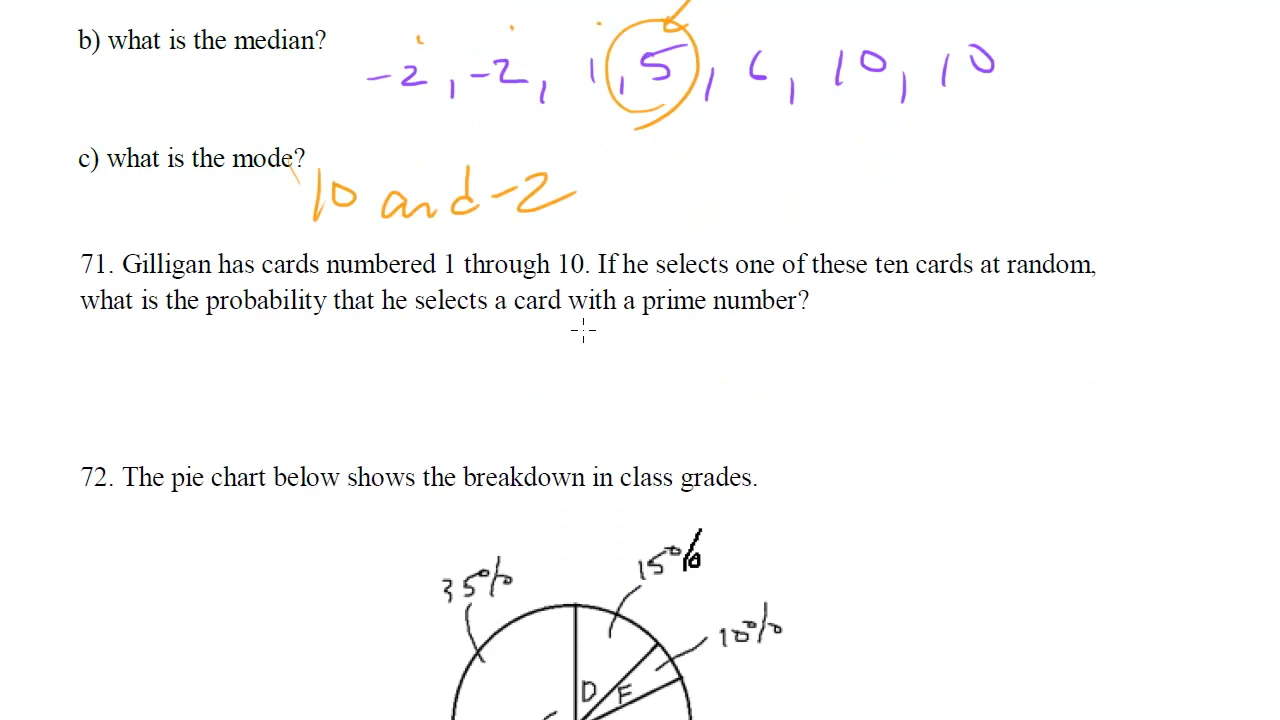 b) what is the median?
-2, -2, 1, 5, 6, 10, 10
c) what is the mode?
10 and -2
71. Gilligan has cards numbered 1 through 10. If he selects one of these ten cards at random,
what is the probability that he selects a card with a prime number?
72. The pie chart below shows the breakdown in class grades.
15%
35%
10%
D F